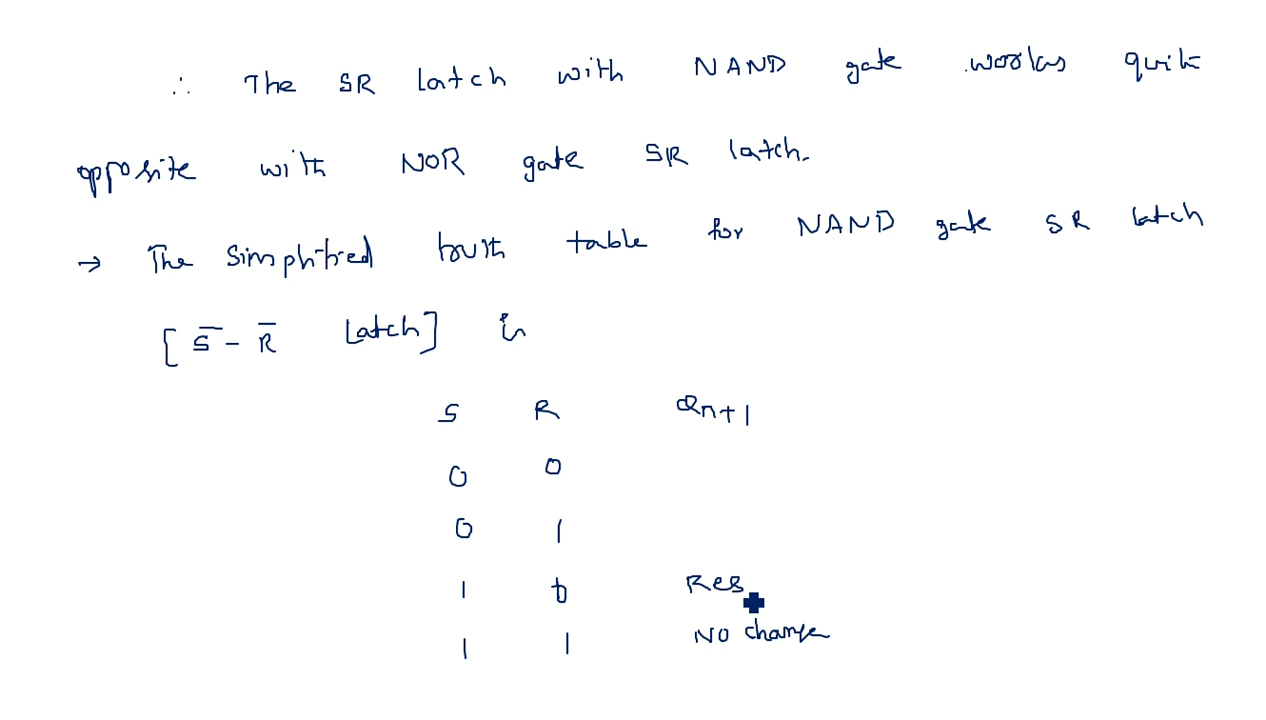 ∴ The SR latch with NAND gate works quite
opposite with NOR gate SR latch.
→ The simplified truth table for NAND gate SR latch
[ S̅ - R̅ Latch] is
S R Qn+1
0 0
0 1
1 0 Res
1 1 No change